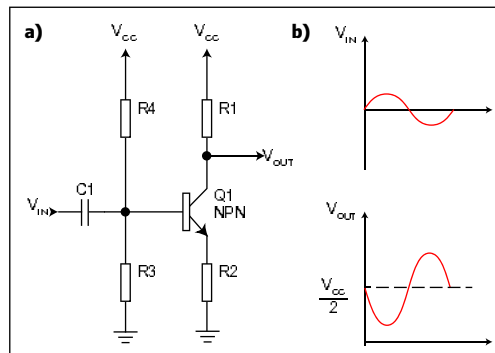 a)
V_CC
V_CC
b)
V_IN
R4
R1
V_OUT
C1
Q1
V_IN
NPN
V_OUT
R3
R2
V_CC
2